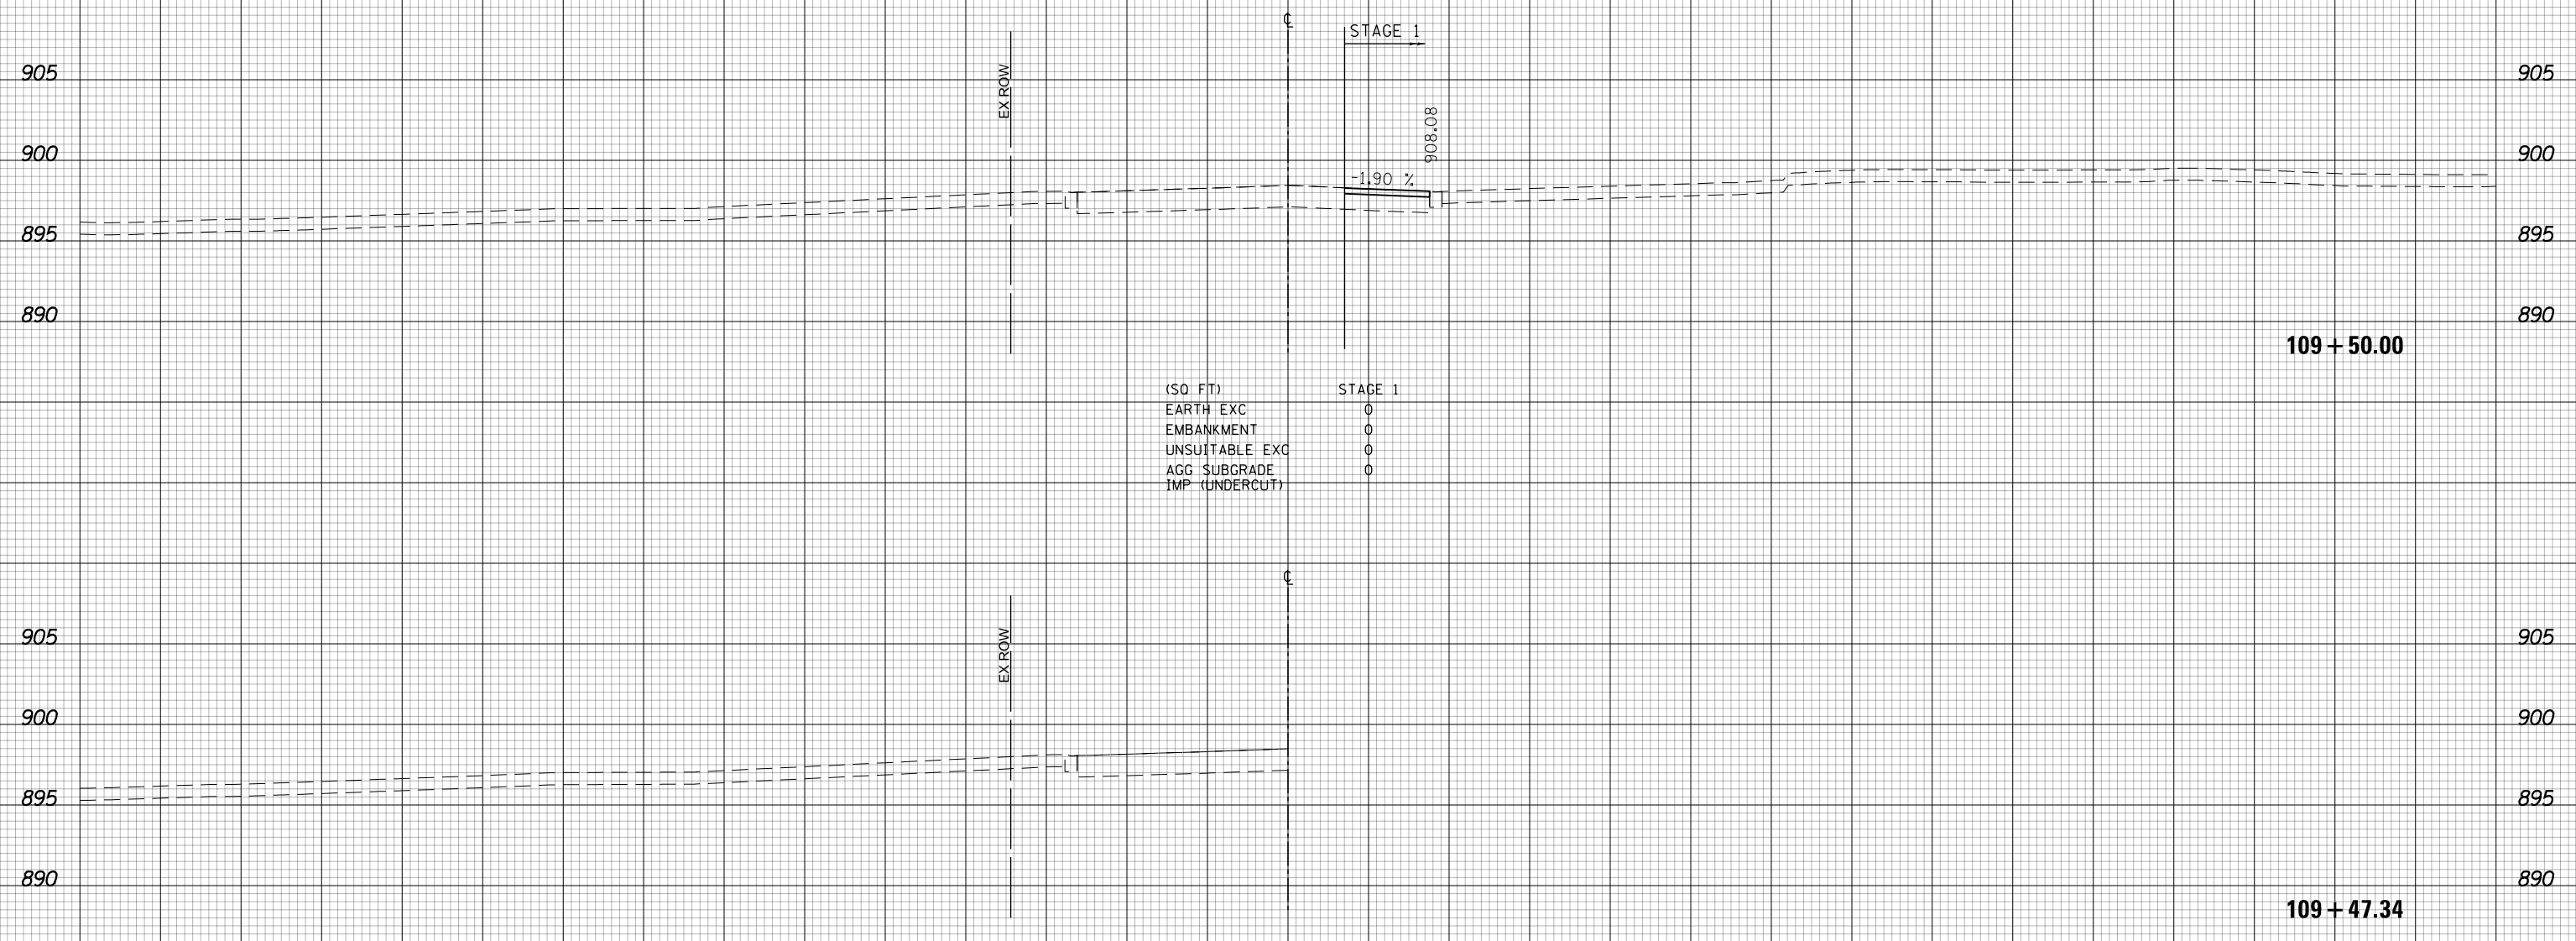 ℄
STAGE 1
905 905
EX ROW
908.08
900 900
-1.90 %
895 895
890 890
109+50.00
(SQ FT) STAGE 1
EARTH EXC 0
EMBANKMENT 0
UNSUITABLE EXC 0
AGG SUBGRADE 0
IMP (UNDERCUT)
℄
905 905
EX ROW
900 900
895 895
890 890
109+47.34